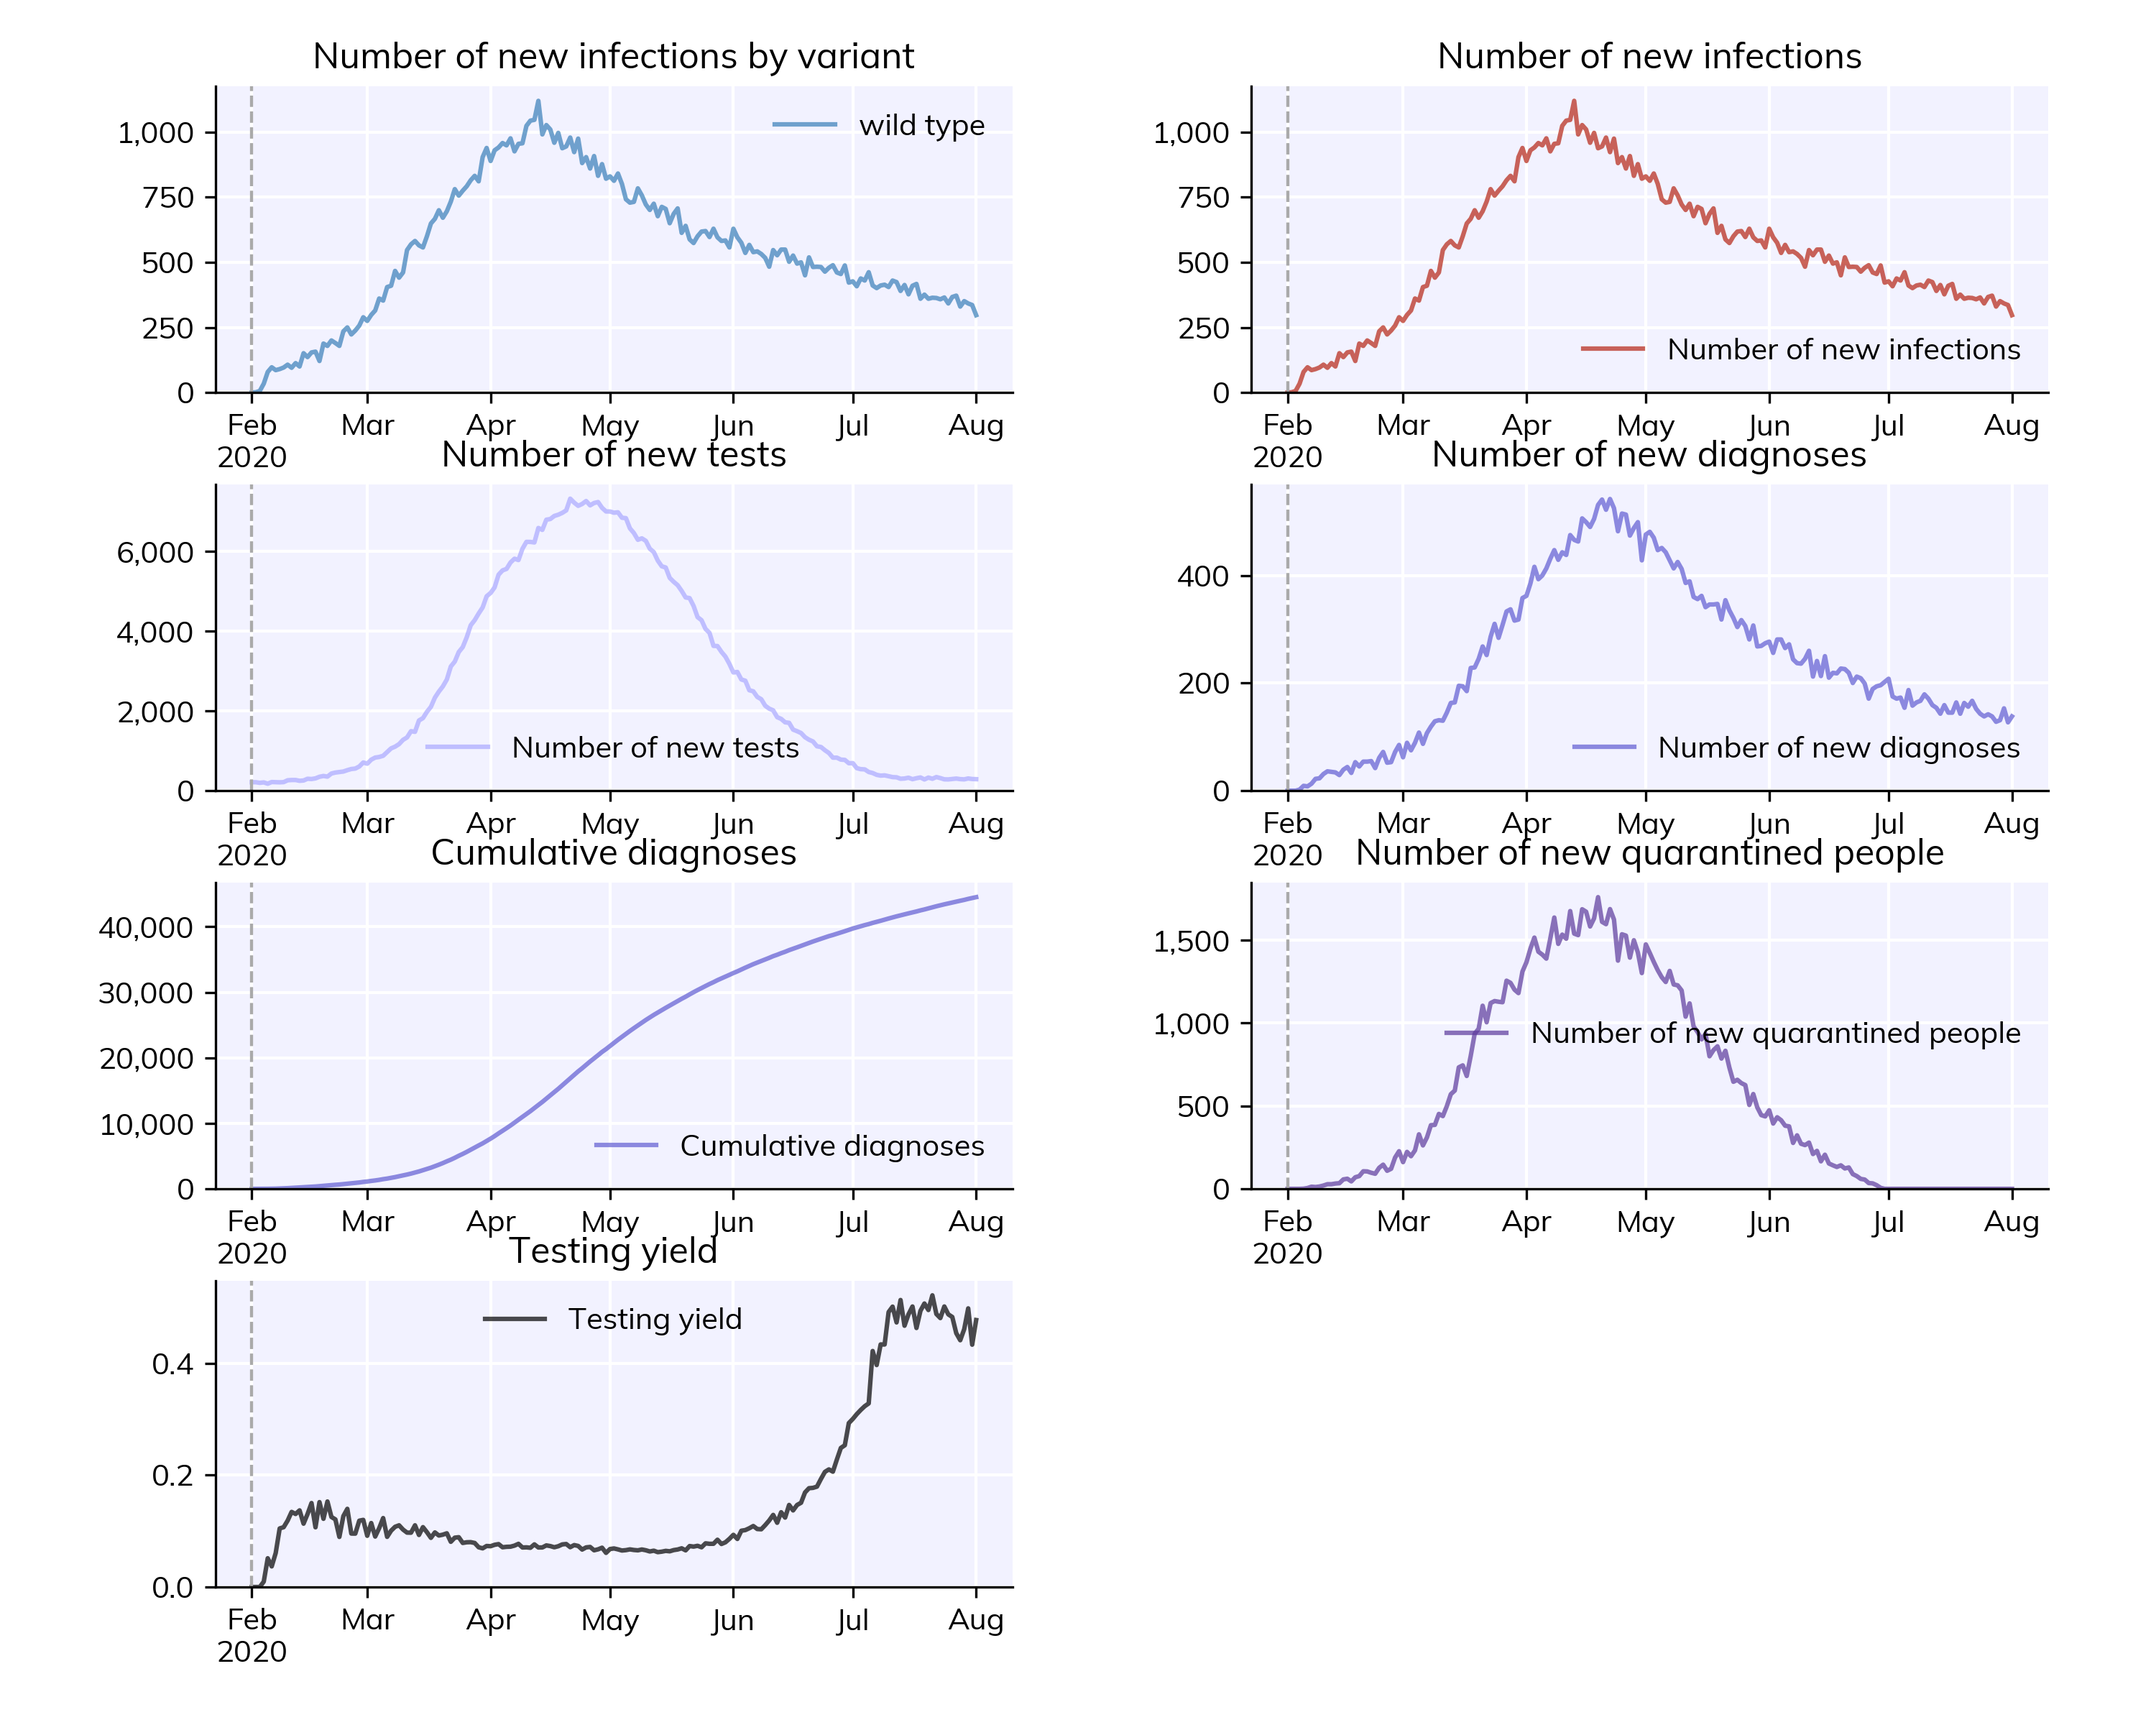 Number of new infections by variant
1,000
750
500
250
0
wild type
Feb Mar Apr May Jun Jul Aug
2020
Number of new infections
1,000
750
500
250
0
Number of new infections
Feb Mar Apr May Jun Jul Aug
2020
Number of new tests
6,000
4,000
2,000
0
Number of new tests
Feb Mar Apr May Jun Jul Aug
2020
Number of new diagnoses
400
200
0
Number of new diagnoses
Feb Mar Apr May Jun Jul Aug
2020
Cumulative diagnoses
40,000
30,000
20,000
10,000
0
Cumulative diagnoses
Feb Mar Apr May Jun Jul Aug
2020
Number of new quarantined people
1,500
1,000
500
0
Number of new quarantined people
Feb Mar Apr May Jun Jul Aug
2020
Testing yield
0.4
0.2
0.0
Testing yield
Feb Mar Apr May Jun Jul Aug
2020